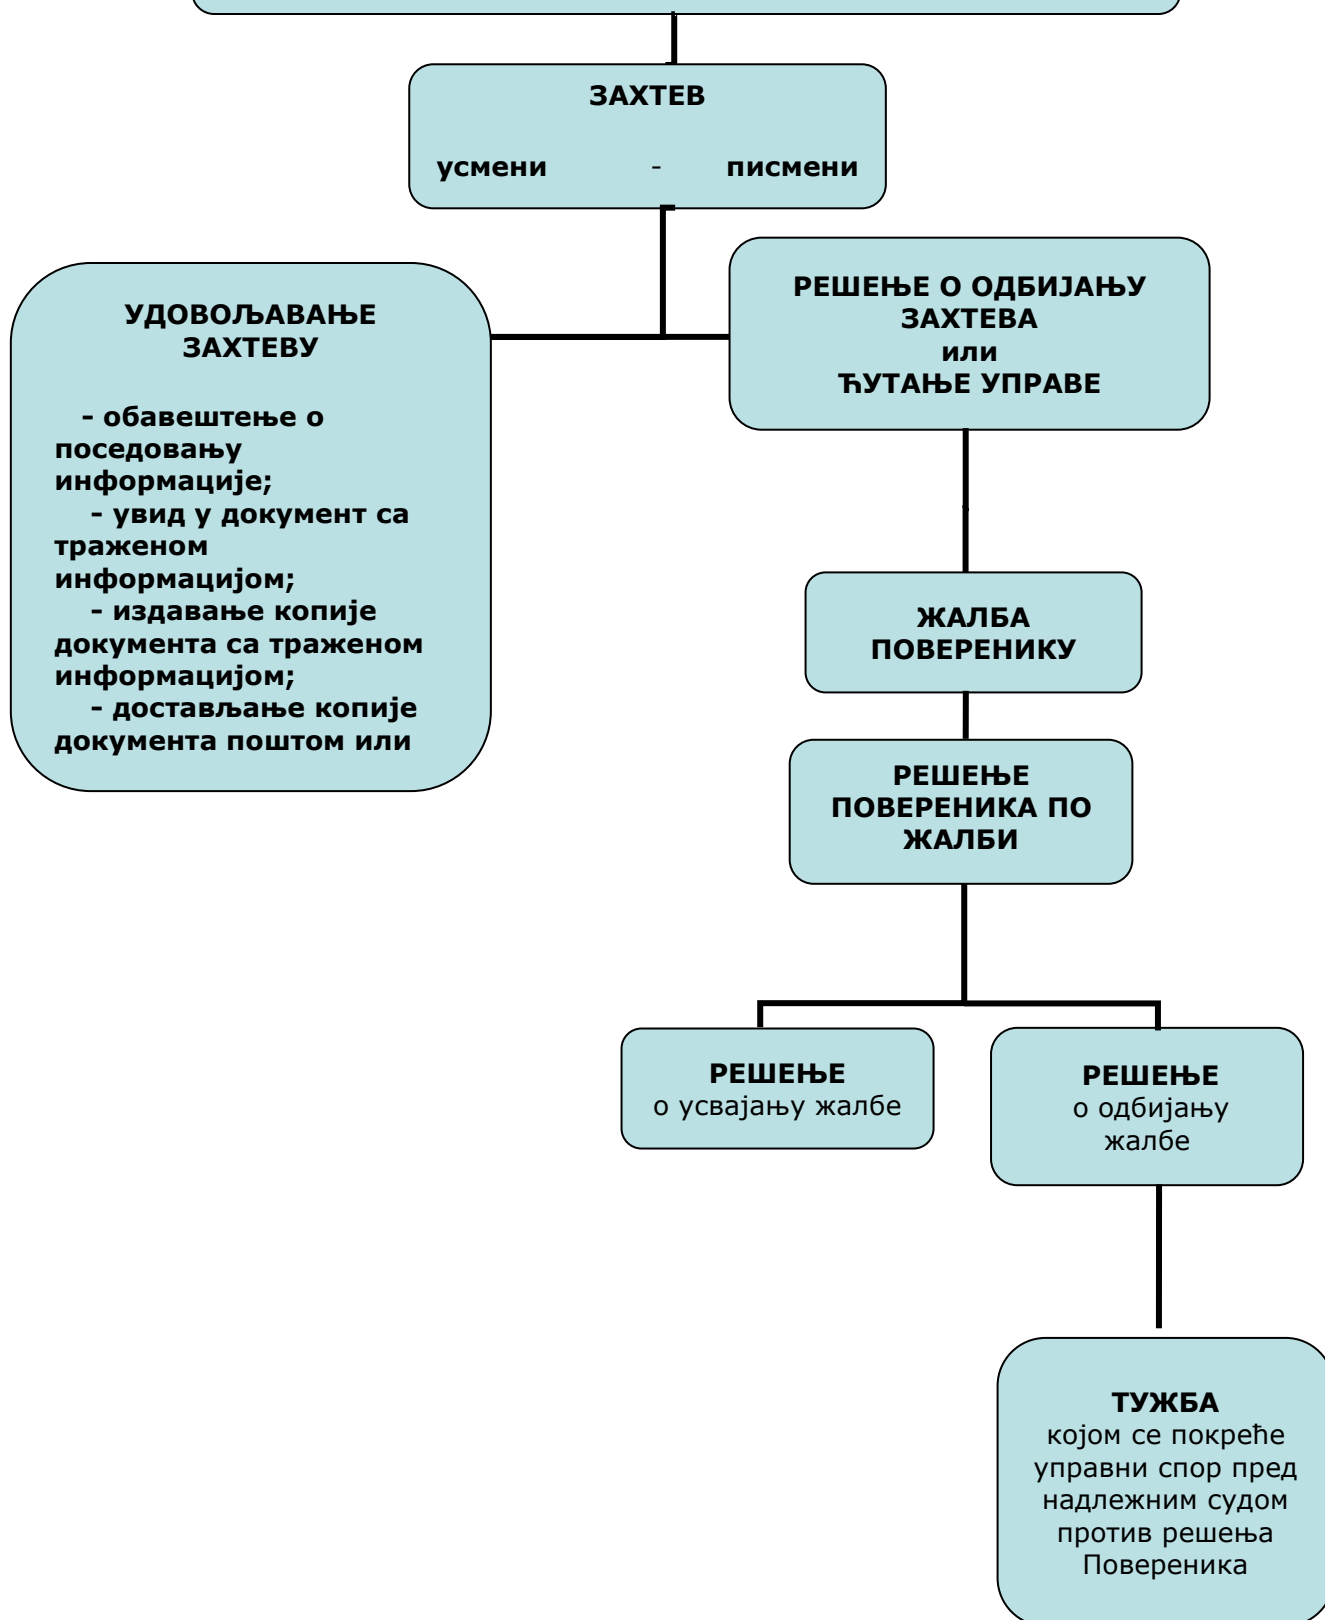 ЗАХТЕВ
усмени - писмени
УДОВОЉАВАЊЕ
ЗАХТЕВУ
- обавештење о
поседовању
информације;
- увид у документ са
траженом
информацијом;
- издавање копије
документа са траженом
информацијом;
- достављање копије
документа поштом или
РЕШЕЊЕ О ОДБИЈАЊУ
ЗАХТЕВА
или
ЋУТАЊЕ УПРАВЕ
ЖАЛБА
ПОВЕРЕНИКУ
РЕШЕЊЕ
ПОВЕРЕНИКА ПО
ЖАЛБИ
РЕШЕЊЕ
о усвајању жалбе
РЕШЕЊЕ
о одбијању
жалбе
ТУЖБА
којом се покреће
управни спор пред
надлежним судом
против решења
Повереника